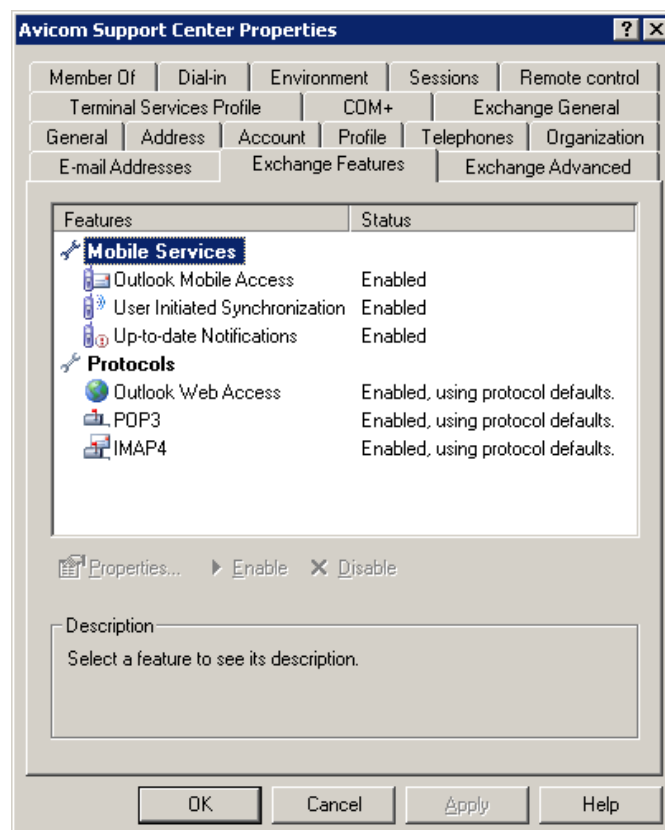 Avicom Support Center Properties
Member Of Dial-in Environment Sessions Remote control
Terminal Services Profile COM+ Exchange General
General Address Account Profile Telephones Organization
E-mail Addresses Exchange Features Exchange Advanced
Features Status
Mobile Services
Outlook Mobile Access Enabled
User Initiated Synchronization Enabled
Up-to-date Notifications Enabled
Protocols
Outlook Web Access Enabled, using protocol defaults.
POP3 Enabled, using protocol defaults.
IMAP4 Enabled, using protocol defaults.
Properties... Enable Disable
Description
Select a feature to see its description.
OK Cancel Apply Help